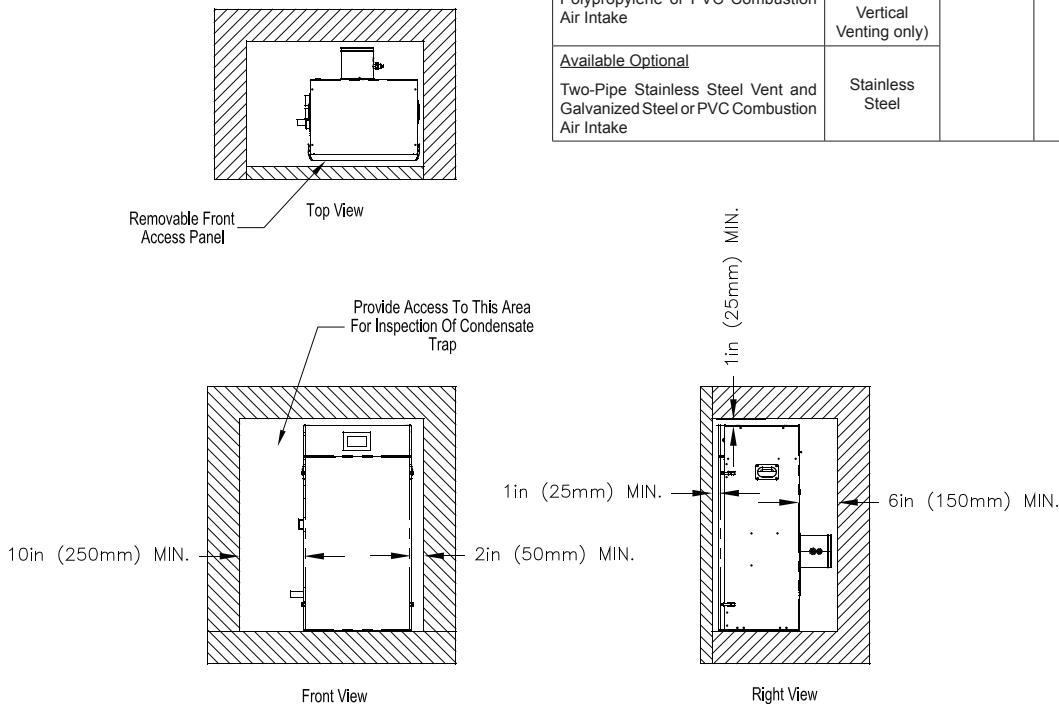 Polypropylene or PVC Combustion
Air Intake
Vertical
Venting only)
Available Optional
Two-Pipe Stainless Steel Vent and
Galvanized Steel or PVC Combustion
Air Intake
Stainless
Steel
Removable Front
Access Panel
Top View
Provide Access To This Area
For Inspection Of Condensate
Trap
1in (25mm) MIN.
10in (250mm) MIN.
2in (50mm) MIN.
Front View
1in (25mm) MIN.
6in (150mm) MIN.
Right View